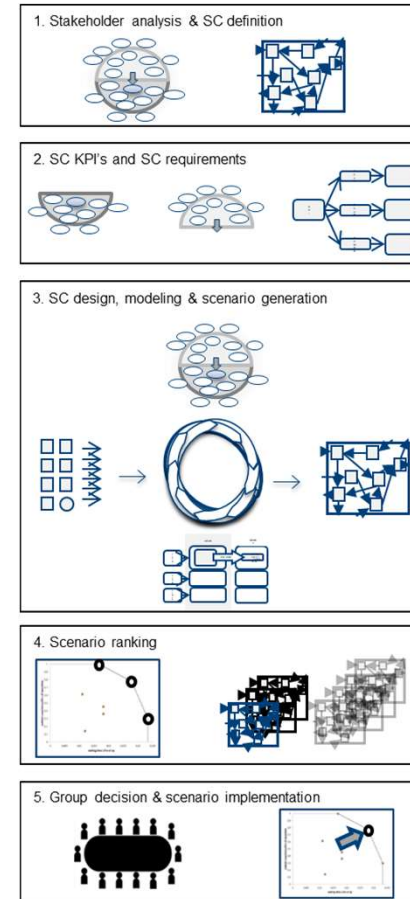 1. Stakeholder analysis & SC definition
2. SC KPI's and SC requirements
3. SC design, modeling & scenario generation
4. Scenario ranking
5. Group decision & scenario implementation